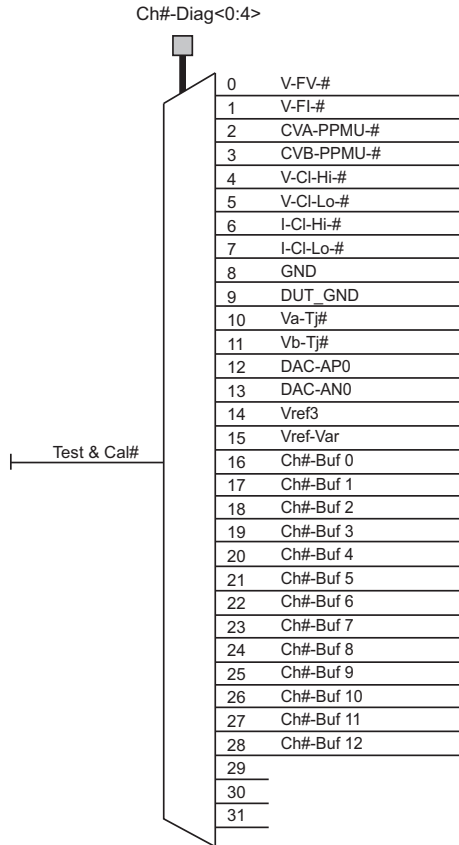 Ch#-Diag<0:4>
0 V-FV-#
1 V-FI-#
2 CVA-PPMU-#
3 CVB-PPMU-#
4 V-Cl-Hi-#
5 V-Cl-Lo-#
6 I-Cl-Hi-#
7 I-Cl-Lo-#
8 GND
9 DUT_GND
10 Va-Tj#
11 Vb-Tj#
12 DAC-AP0
13 DAC-AN0
14 Vref3
15 Vref-Var
Test & Cal#
16 Ch#-Buf 0
17 Ch#-Buf 1
18 Ch#-Buf 2
19 Ch#-Buf 3
20 Ch#-Buf 4
21 Ch#-Buf 5
22 Ch#-Buf 6
23 Ch#-Buf 7
24 Ch#-Buf 8
25 Ch#-Buf 9
26 Ch#-Buf 10
27 Ch#-Buf 11
28 Ch#-Buf 12
29
30
31